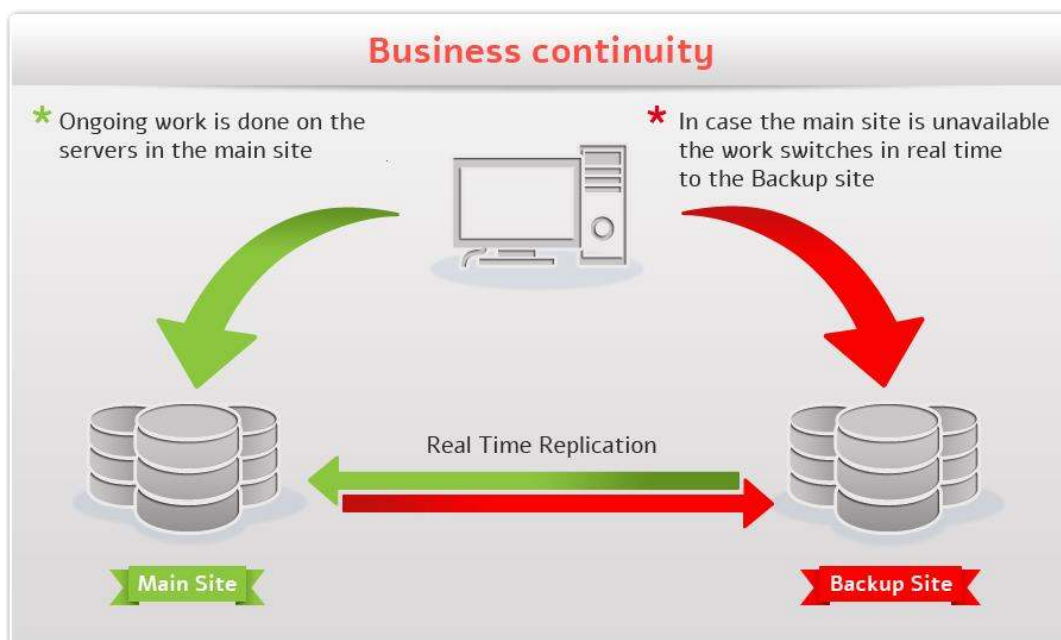 Business continuity
* Ongoing work is done on the
servers in the main site
* In case the main site is unavailable
the work switches in real time
to the Backup site
Real Time Replication
Main Site
Backup Site